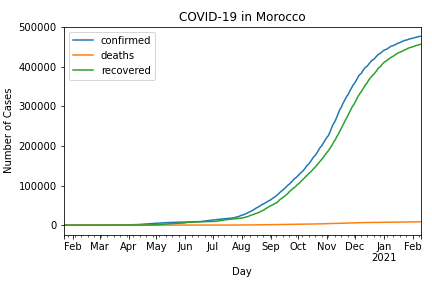 COVID-19 in Morocco
confirmed
deaths
recovered
Number of Cases
500000
400000
300000
200000
100000
0
Feb Mar Apr May Jun Jul Aug Sep Oct Nov Dec Jan Feb
2021
Day